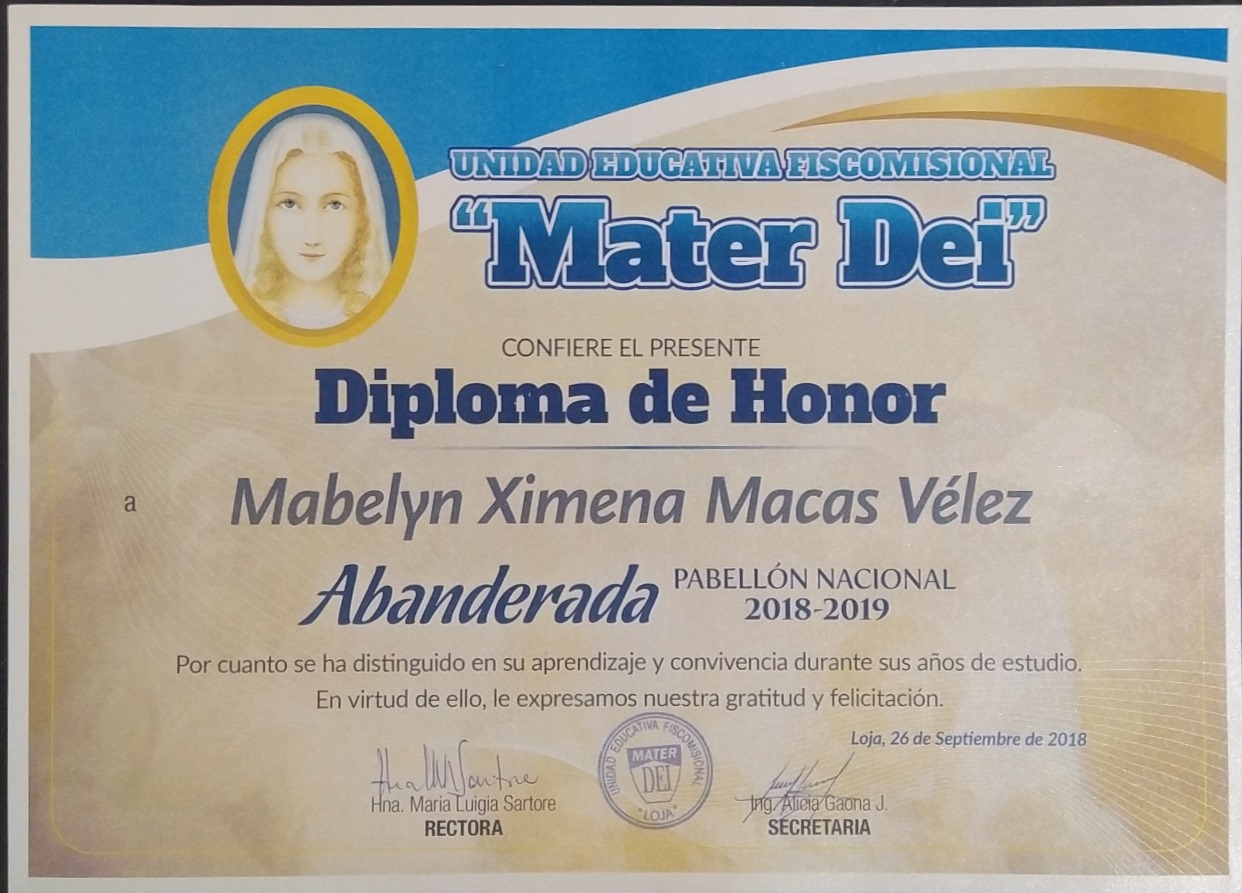 UNIDAD EDUCATIVA FISCOMISIONAL
“Mater Dei”
CONFIERE EL PRESENTE
Diploma de Honor
a Mabelyn Ximena Macas Vélez
Abanderada PABELLÓN NACIONAL
2018-2019
Por cuanto se ha distinguido en su aprendizaje y convivencia durante sus años de estudio.
En virtud de ello, le expresamos nuestra gratitud y felicitación.
Loja, 26 de Septiembre de 2018
UNIDAD EDUCATIVA FISCOMISIONAL
MATER
DEI
LOJA
Hna. Maria Luigia Sartore
RECTORA
Ing. Alicia Gaona J.
SECRETARIA